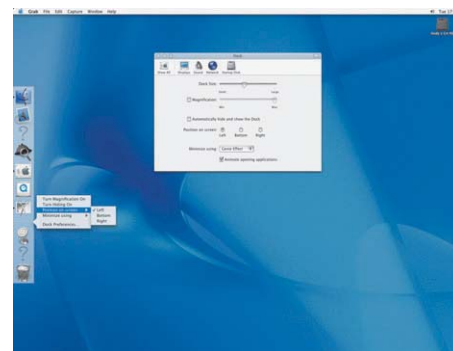 Grab File Edit Capture Window Help
Dock
Show All Displays Sound Network Startup Disk
Dock Size:
Magnification:
Min Max
Automatically hide and show the Dock
Position on screen:
Left Bottom Right
Minimize using: Genie Effect
Animate opening applications
Turn Magnification On
Turn Hiding On
Position on screen Left
Minimize using Bottom
Right
Dock Preferences...